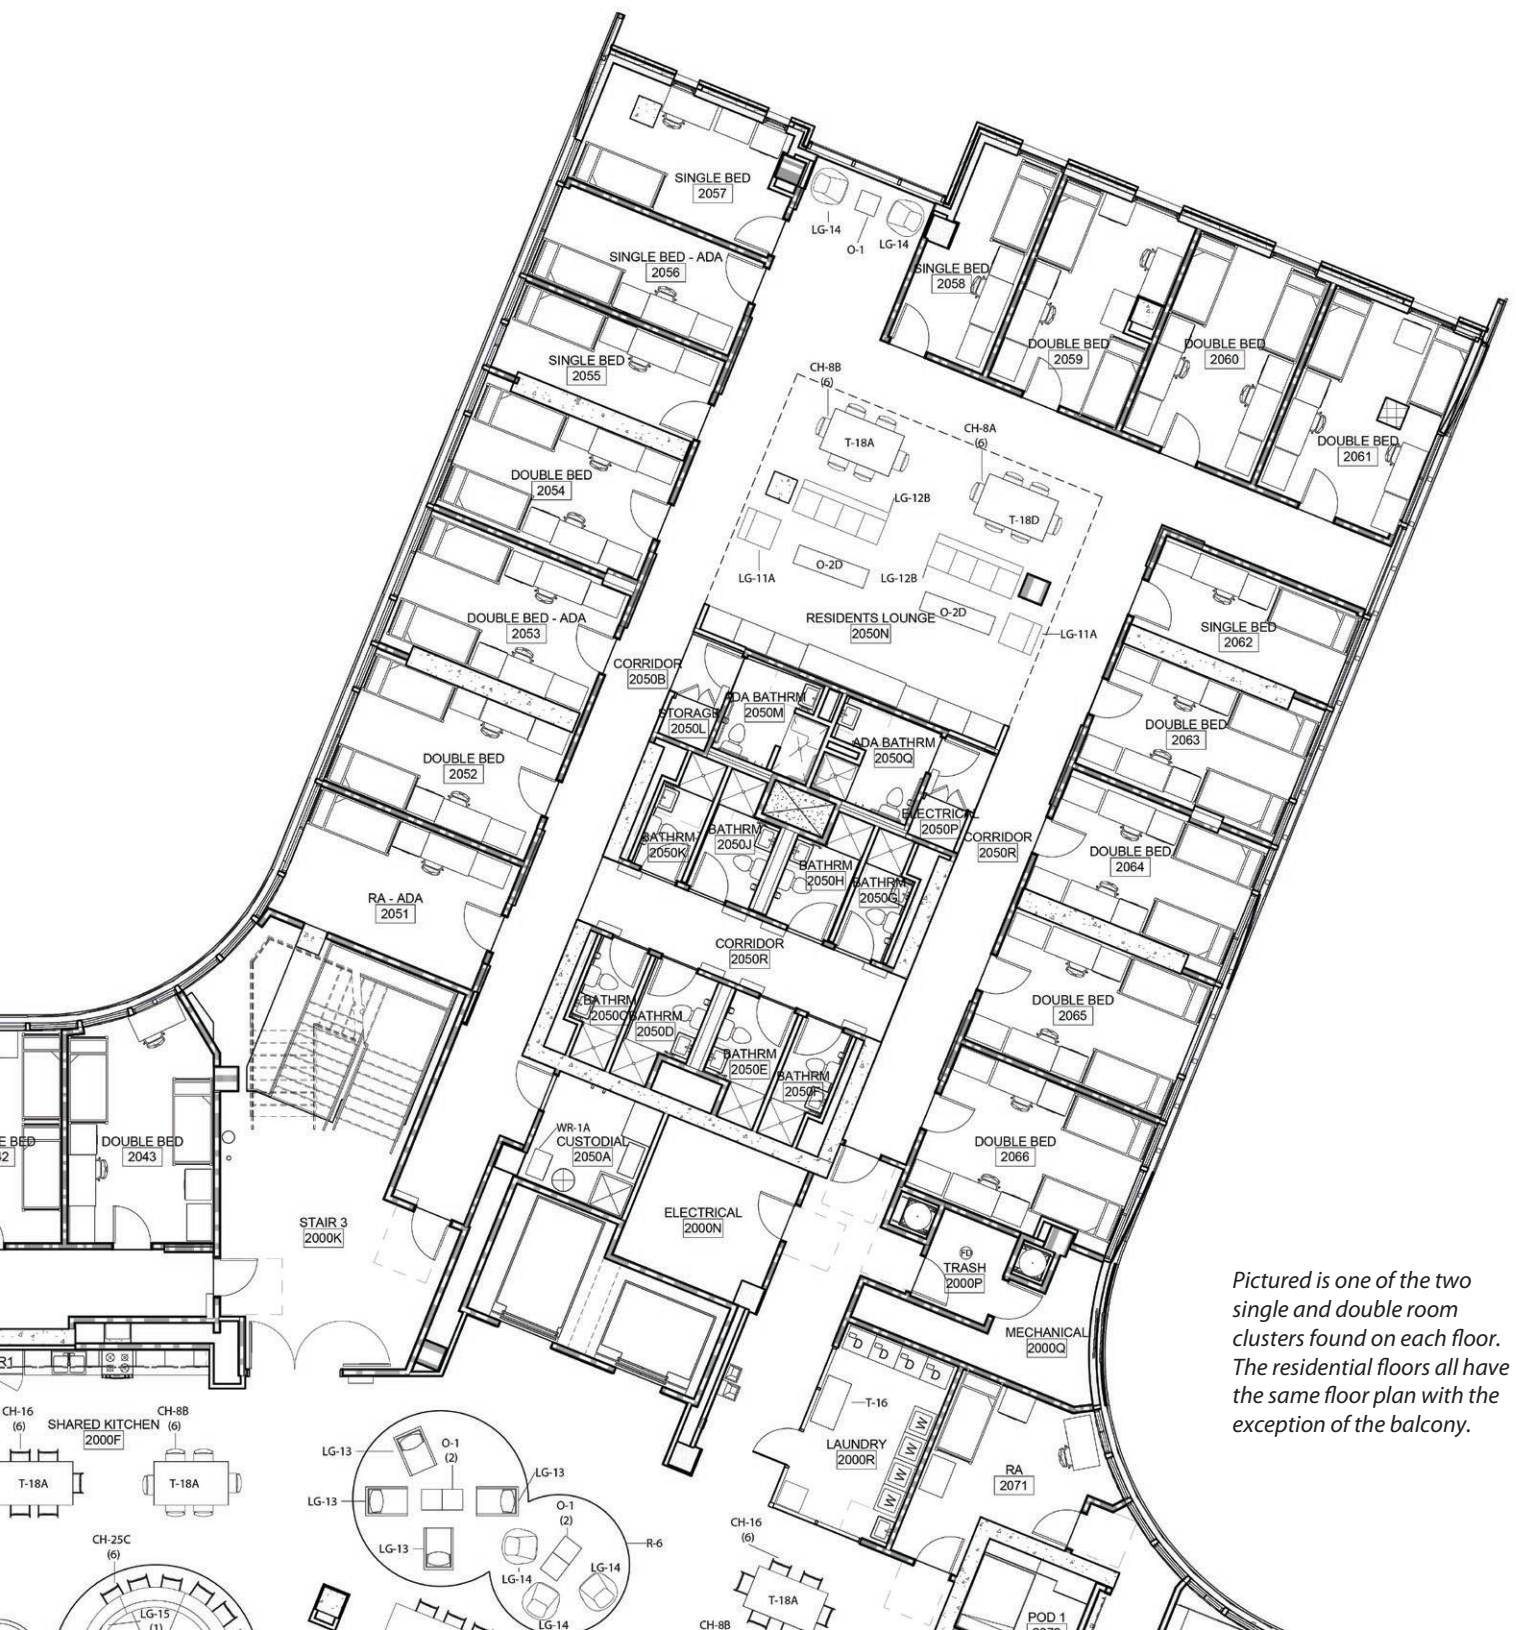 SINGLE BED
2057
LG-14
O-1
LG-14
SINGLE BED - ADA
2056
SINGLE BED
2058
SINGLE BED
2055
DOUBLE BED
2059
DOUBLE BED
2060
DOUBLE BED
2061
CH-8B
(6)
T-18A
CH-8A
(6)
T-18D
DOUBLE BED
2054
LG-12B
LG-11A
O-2D
LG-12B
O-2D
LG-11A
RESIDENTS LOUNGE
2050N
DOUBLE BED - ADA
2053
SINGLE BED
2062
CORRIDOR
2050B
STORAGE
2050L
ADA BATHRM
2050M
ADA BATHRM
2050Q
DOUBLE BED
2063
DOUBLE BED
2052
ELECTRICAL
2050P
CORRIDOR
2050R
BATHRM
2050K
BATHRM
2050J
BATHRM
2050H
BATHRM
2050G
DOUBLE BED
2064
RA - ADA
2051
CORRIDOR
2050R
DOUBLE BED
2065
BATHRM
2050C
BATHRM
2050D
BATHRM
2050E
BATHRM
2050F
E BED
42
DOUBLE BED
2043
WR-1A
CUSTODIAL
2050A
DOUBLE BED
2066
STAIR 3
2000K
ELECTRICAL
2000N
FD
TRASH
2000P
MECHANICAL
2000Q
Pictured is one of the two
single and double room
clusters found on each floor.
The residential floors all have
the same floor plan with the
exception of the balcony.
R1
D
D
D
D
T-16
LAUNDRY
2000R
W
W
W
W
RA
2071
CH-16
(6)
SHARED KITCHEN
2000F
CH-8B
(6)
T-18A
T-18A
LG-13
O-1
(2)
LG-13
LG-13
O-1
(2)
LG-13
R-6
LG-14
LG-14
LG-14
CH-16
(6)
T-18A
CH-8B
CH-25C
(6)
LG-15
(1)
POD 1